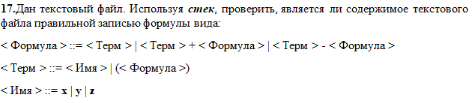 17.Дан текстовый файл. Используя стек, проверить, является ли содержимое текстового
файла правильной записью формулы вида:
< Формула > ::= < Терм > | < Терм > + < Формула > | < Терм > - < Формула >
< Терм > ::= < Имя > | (< Формула >)
< Имя > ::= x | y | z